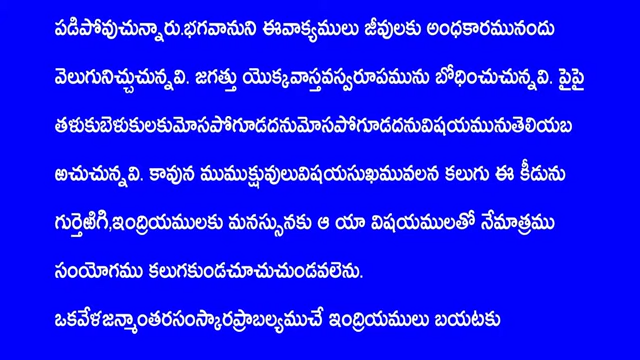 పడిపోవుచున్నారు.భగవానుని ఈవాక్యములు జీవులకు అంధకారమునందు
వెలుగునిచ్చుచున్నవి. జగత్తు యొక్కవాస్తవస్వరూపమును బోధించుచున్నవి. పైపై
తళుకుబెళుకులకుమోసపోగూడదనుమోసపోగూడదనువిషయమునుతెలియబ
ఱచుచున్నవి. కావున ముముక్షువులువిషయసుఖమువలన కలుగు ఈ కీడును
గుర్తెఱిగి,ఇంద్రియములకు మనస్సునకు ఆ యా విషయములతో నేమాత్రము
సంయోగము కలుగకుండచూచుచుండవలెను.
ఒకవేళజన్మాంతరసంస్కారప్రాబల్యముచే ఇంద్రియములు బయటకు